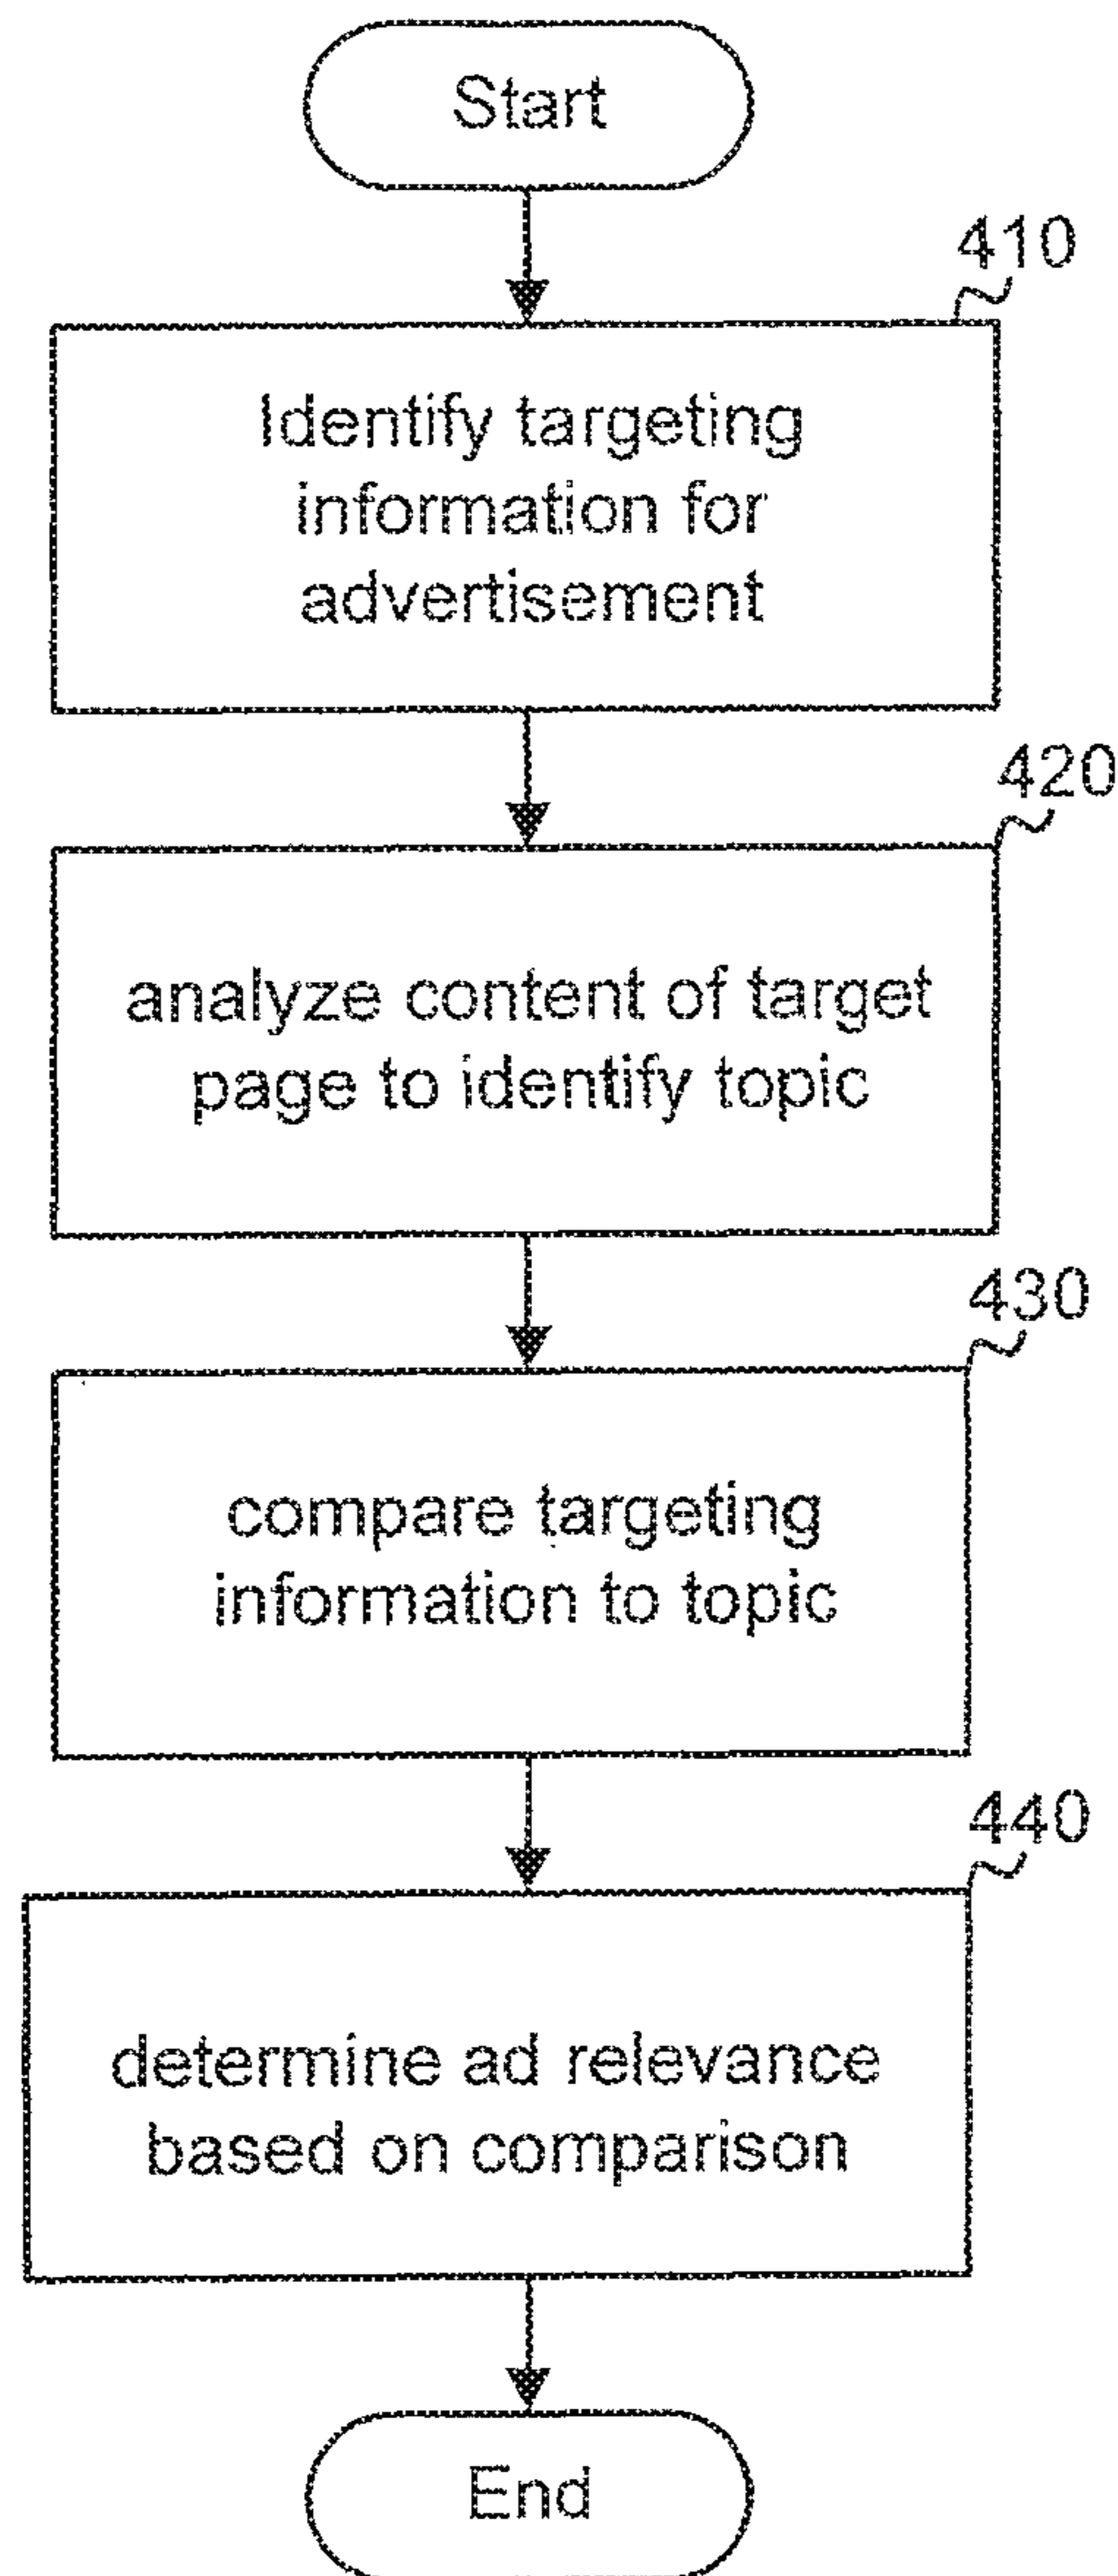 Start
410
Identify targeting
information for
advertisement
420
analyze content of target
page to identify topic
430
compare targeting
information to topic
440
determine ad relevance
based on comparison
End